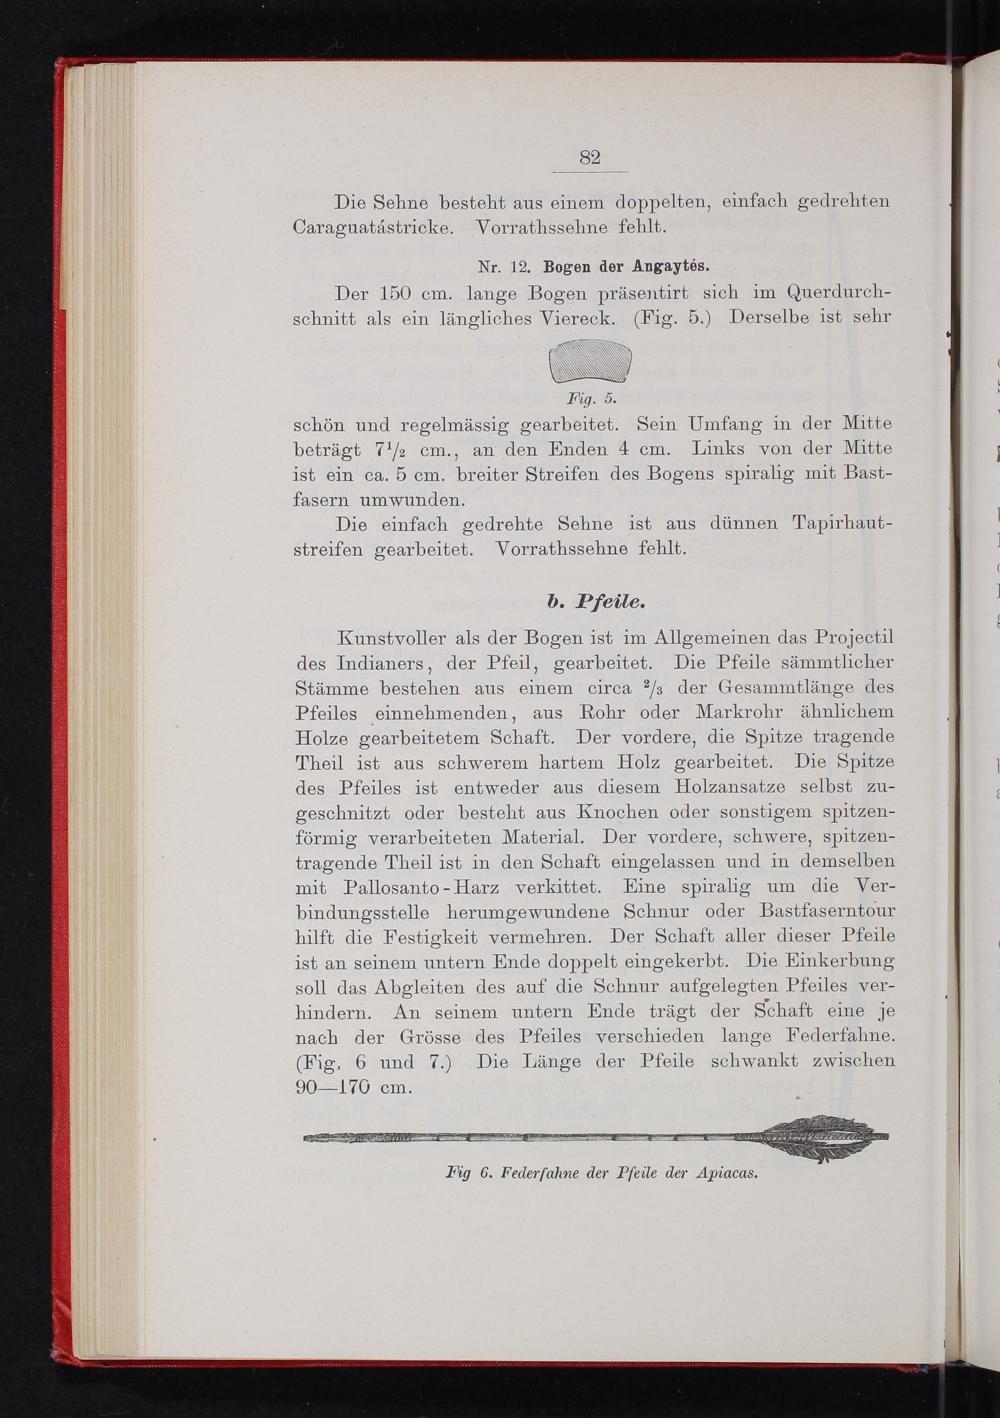 82
Die Sehne besteht aus einem doppelten, einfach gedrehten
Caraguatástricke. Vorrathssehne fehlt.
Nr. 12. Bogen der Angaytés.
Der 150 cm. lange Bogen präsentirt sich im Querdurch-
schnitt als ein längliches Viereck. (Fig. 5.) Derselbe ist sehr
Fig. 5.
schön und regelmässig gearbeitet. Sein Umfang in der Mitte
beträgt 7½ cm., an den Enden 4 cm. Links von der Mitte
ist ein ca. 5 cm. breiter Streifen des Bogens spiralig mit Bast-
fasern umwunden.
Die einfach gedrehte Sehne ist aus dünnen Tapirhaut-
streifen gearbeitet. Vorrathssehne fehlt.
b. Pfeile.
Kunstvoller als der Bogen ist im Allgemeinen das Projectil
des Indianers, der Pfeil, gearbeitet. Die Pfeile sämmtlicher
Stämme bestehen aus einem circa ⅔ der Gesammtlänge des
Pfeiles einnehmenden, aus Rohr oder Markrohr ähnlichem
Holze gearbeitetem Schaft. Der vordere, die Spitze tragende
Theil ist aus schwerem hartem Holz gearbeitet. Die Spitze
des Pfeiles ist entweder aus diesem Holzansatze selbst zu-
geschnitzt oder besteht aus Knochen oder sonstigem spitzen-
förmig verarbeiteten Material. Der vordere, schwere, spitzen-
tragende Theil ist in den Schaft eingelassen und in demselben
mit Pallosanto-Harz verkittet. Eine spiralig um die Ver-
bindungsstelle herumgewundene Schnur oder Bastfaserntour
hilft die Festigkeit vermehren. Der Schaft aller dieser Pfeile
ist an seinem untern Ende doppelt eingekerbt. Die Einkerbung
soll das Abgleiten des auf die Schnur aufgelegten Pfeiles ver-
hindern. An seinem untern Ende trägt der Schaft eine je
nach der Grösse des Pfeiles verschieden lange Federfahne.
(Fig. 6 und 7.) Die Länge der Pfeile schwankt zwischen
90—170 cm.
Fig 6. Federfahne der Pfeile der Apiacas.